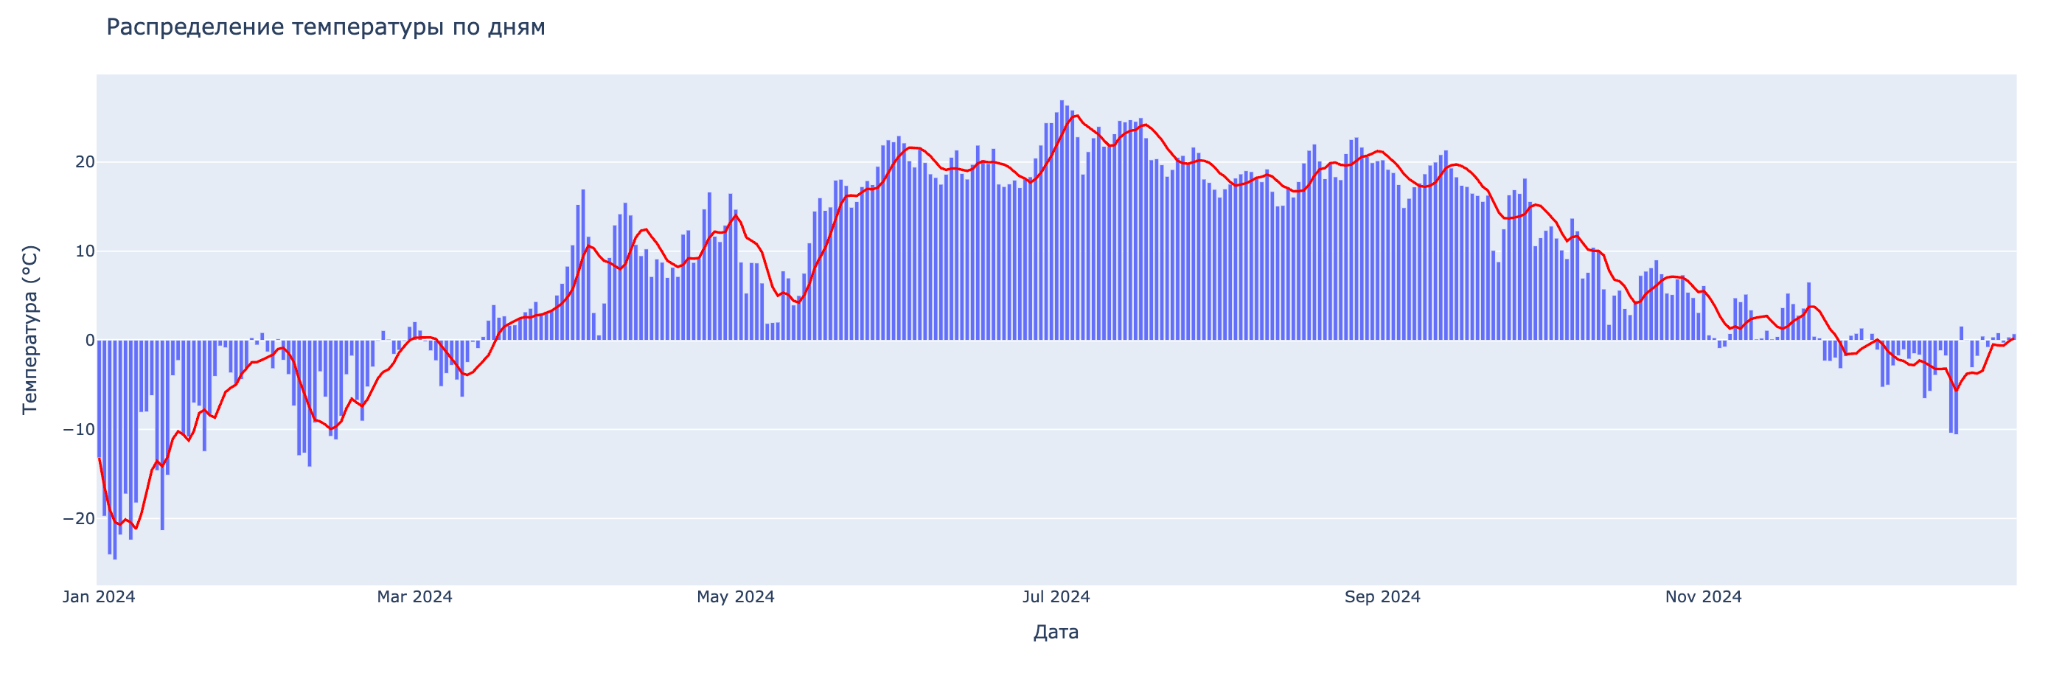 Распределение температуры по дням
Температура (°C)
20
10
0
−10
−20
Jan 2024
Mar 2024
May 2024
Jul 2024
Sep 2024
Nov 2024
Дата